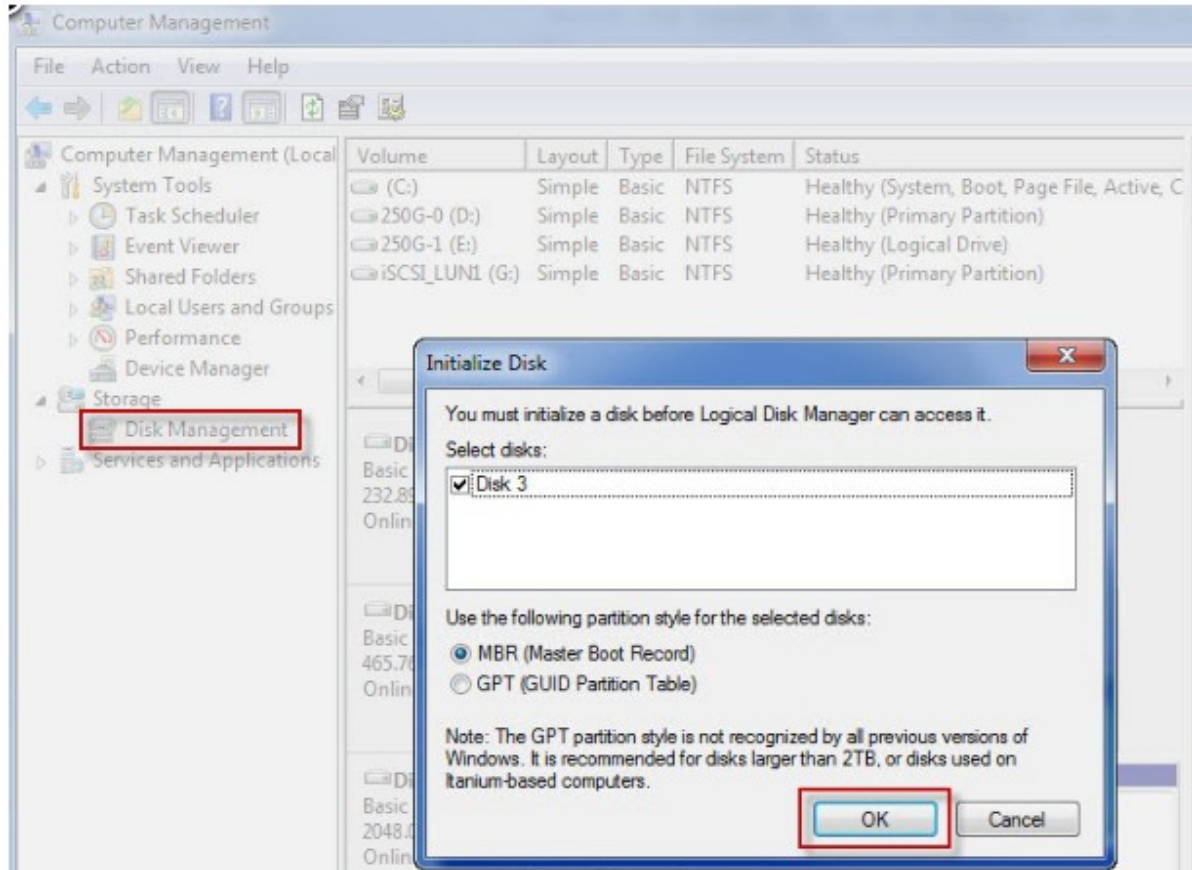 Computer Management
File Action View Help
Computer Management (Local
System Tools
Task Scheduler
Event Viewer
Shared Folders
Local Users and Groups
Performance
Device Manager
Storage
Disk Management
Services and Applications
Volume Layout Type File System Status
(C:) Simple Basic NTFS Healthy (System, Boot, Page File, Active, C
250G-0 (D:) Simple Basic NTFS Healthy (Primary Partition)
250G-1 (E:) Simple Basic NTFS Healthy (Logical Drive)
iSCSI_LUN1 (G:) Simple Basic NTFS Healthy (Primary Partition)
Di
Basic
232.89
Onlin
Di
Basic
465.76
Onlin
Di
Basic
2048.0
Onlin
Initialize Disk
You must initialize a disk before Logical Disk Manager can access it.
Select disks:
Disk 3
Use the following partition style for the selected disks:
MBR (Master Boot Record)
GPT (GUID Partition Table)
Note: The GPT partition style is not recognized by all previous versions of
Windows. It is recommended for disks larger than 2TB, or disks used on
Itanium-based computers.
OK Cancel